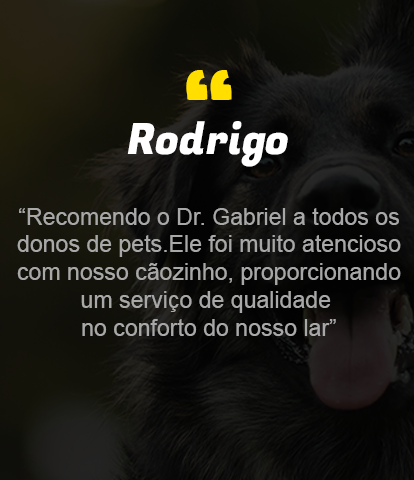 ❝
Rodrigo
“Recomendo o Dr. Gabriel a todos os
donos de pets.Ele foi muito atencioso
com nosso cãozinho, proporcionando
um serviço de qualidade
no conforto do nosso lar”